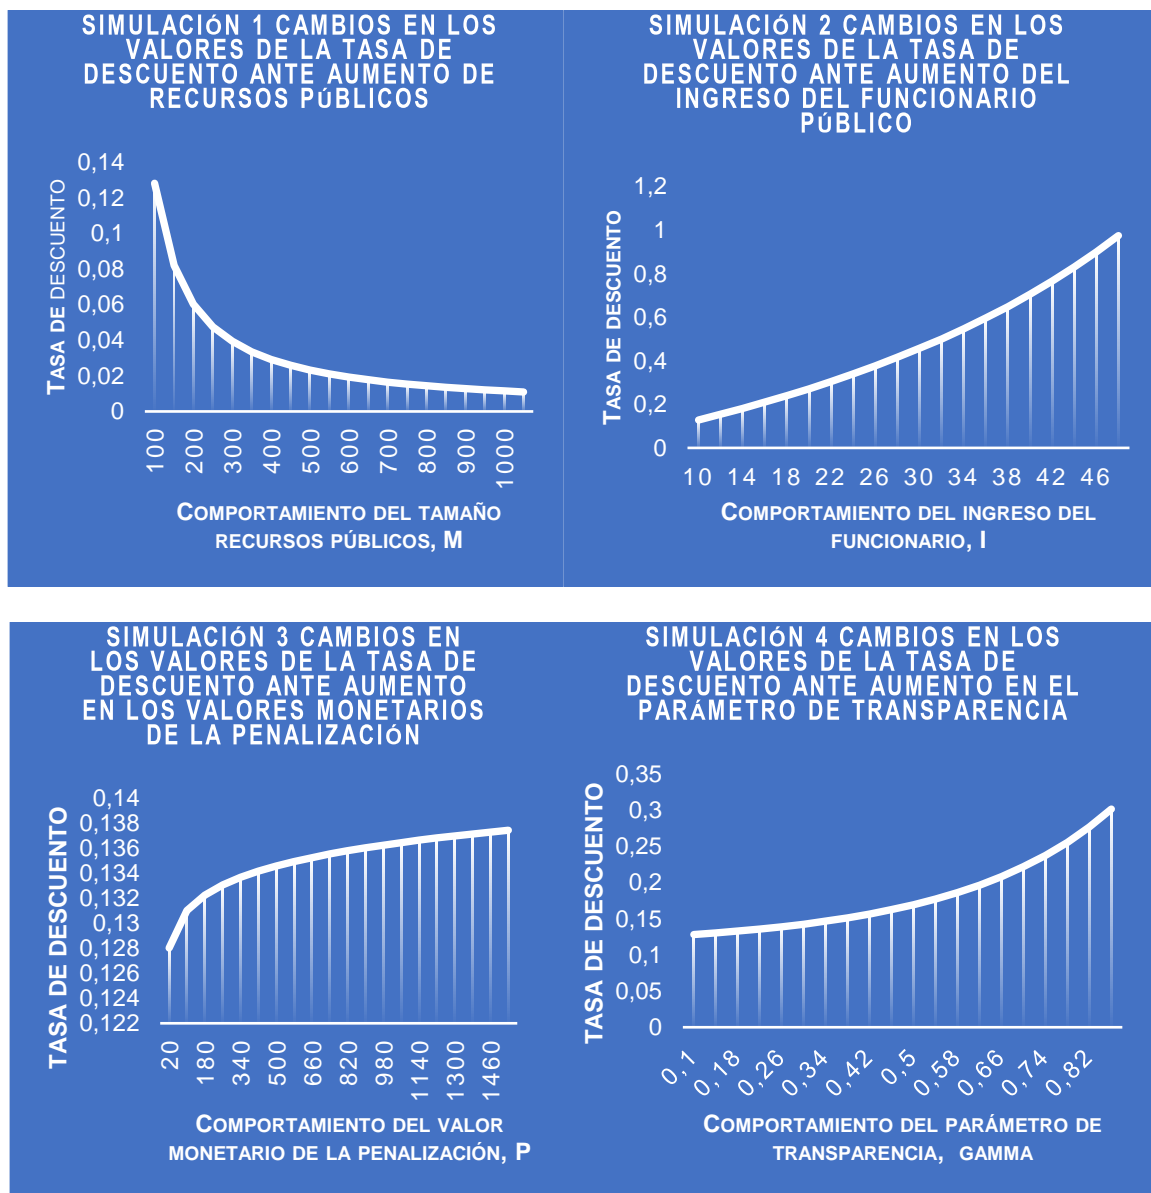 SIMULACIÓN 1 CAMBIOS EN LOS
VALORES DE LA TASA DE
DESCUENTO ANTE AUMENTO DE
RECURSOS PÚBLICOS
TASA DE DESCUENTO
0,14
0,12
0,1
0,08
0,06
0,04
0,02
0
100
200
300
400
500
600
700
800
900
1000
COMPORTAMIENTO DEL TAMAÑO
RECURSOS PÚBLICOS, M
SIMULACIÓN 2 CAMBIOS EN LOS
VALORES DE LA TASA DE
DESCUENTO ANTE AUMENTO DEL
INGRESO DEL FUNCIONARIO
PÚBLICO
TASA DE DESCUENTO
1,2
1
0,8
0,6
0,4
0,2
0
10 14 18 22 26 30 34 38 42 46
COMPORTAMIENTO DEL INGRESO DEL
FUNCIONARIO, I
SIMULACIÓN 3 CAMBIOS EN
LOS VALORES DE LA TASA DE
DESCUENTO ANTE AUMENTO
EN LOS VALORES MONETARIOS
DE LA PENALIZACIÓN
TASA DE DESCUENTO
0,14
0,138
0,136
0,134
0,132
0,13
0,128
0,126
0,124
0,122
20
180
340
500
660
820
980
1140
1300
1460
COMPORTAMIENTO DEL VALOR
MONETARIO DE LA PENALIZACIÓN, P
SIMULACIÓN 4 CAMBIOS EN LOS
VALORES DE LA TASA DE
DESCUENTO ANTE AUMENTO EN EL
PARÁMETRO DE TRANSPARENCIA
TASA DE DESCUENTO
0,35
0,3
0,25
0,2
0,15
0,1
0,05
0
0,1
0,18
0,26
0,34
0,42
0,5
0,58
0,66
0,74
0,82
COMPORTAMIENTO DEL PARÁMETRO DE
TRANSPARENCIA, GAMMA